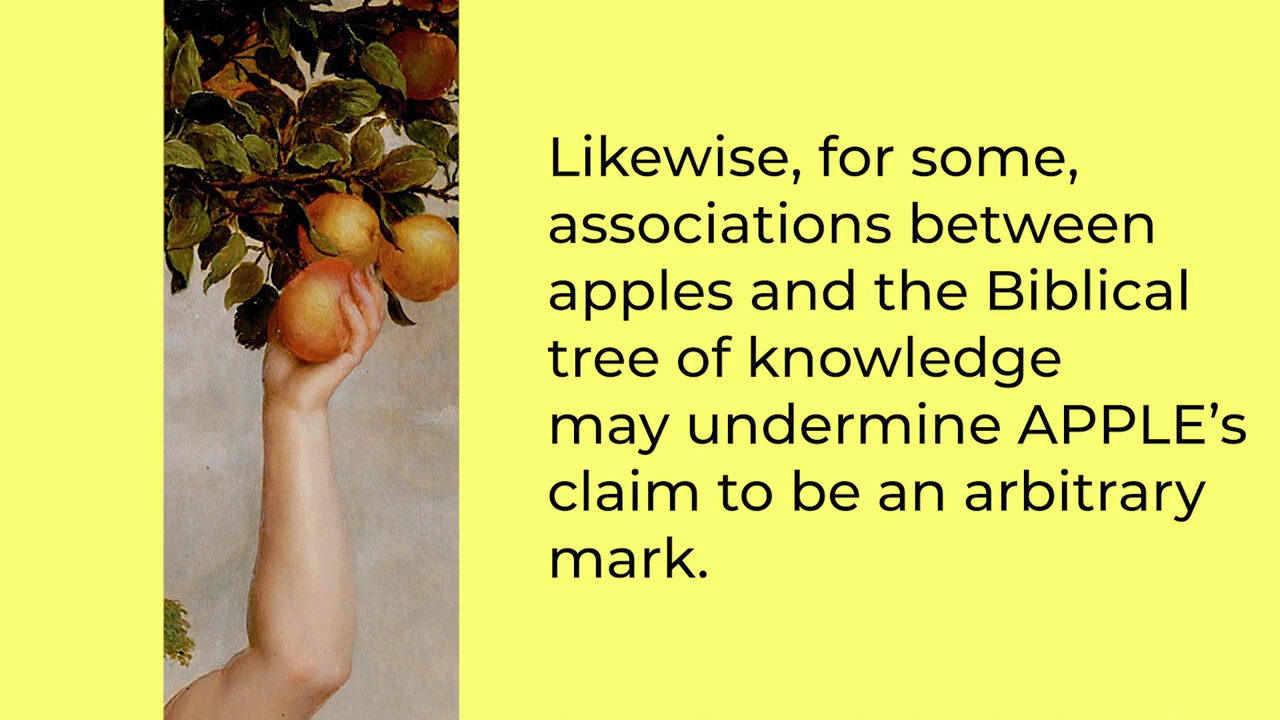 Likewise, for some,
associations between
apples and the Biblical
tree of knowledge
may undermine APPLE’s
claim to be an arbitrary
mark.